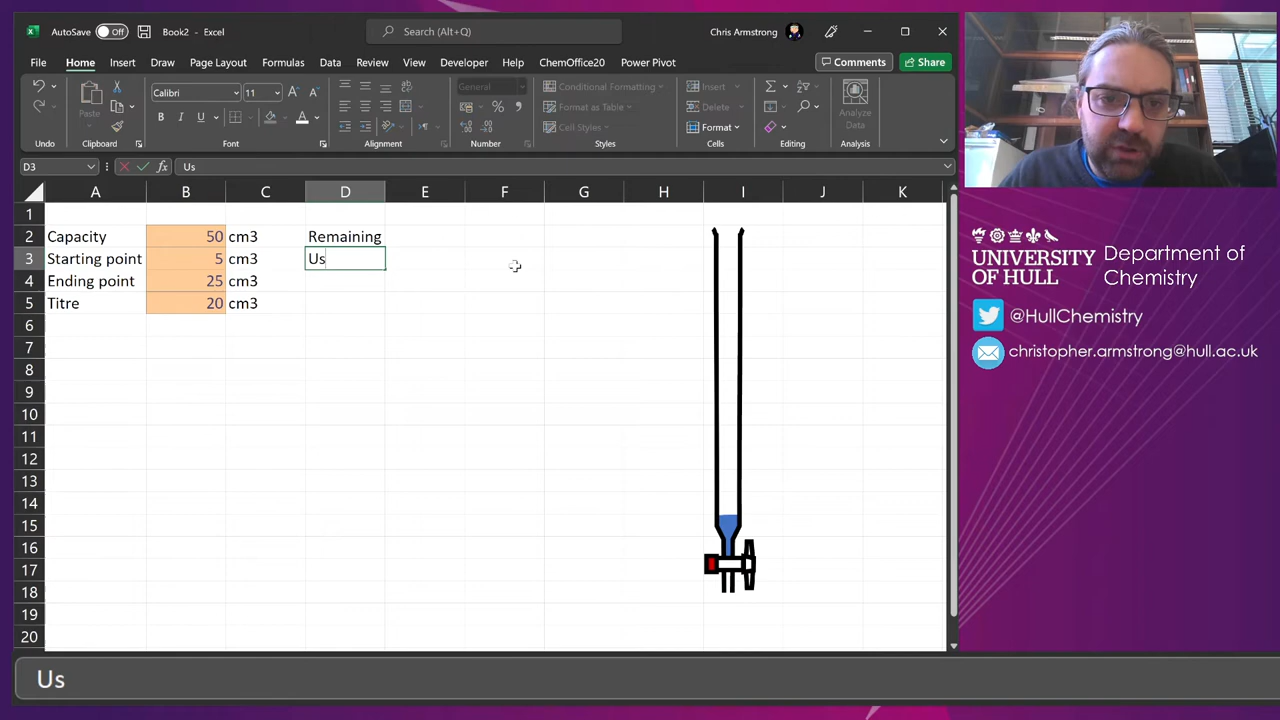 AutoSave Off Book2 - Excel Search (Alt+Q) Chris Armstrong
File Home Insert Draw Page Layout Formulas Data Review View Developer Help ChemOffice20 Power Pivot Comments Share
Calibri 11 A A General Conditional Formatting Insert
Paste B I U A % Format as Table Delete Analyze Data
Cell Styles Format
Undo Clipboard Font Alignment Number Styles Cells Editing Analysis
D3 fx Us
A B C D E F G H I J K
1
2 Capacity 50 cm3 Remaining
3 Starting point 5 cm3 Us
4 Ending point 25 cm3
5 Titre 20 cm3
6
7
8
9
10
11
12
13
14
15
16
17
18
19
20
UNIVERSITY OF HULL
Department of Chemistry
@HullChemistry
christopher.armstrong@hull.ac.uk
Us